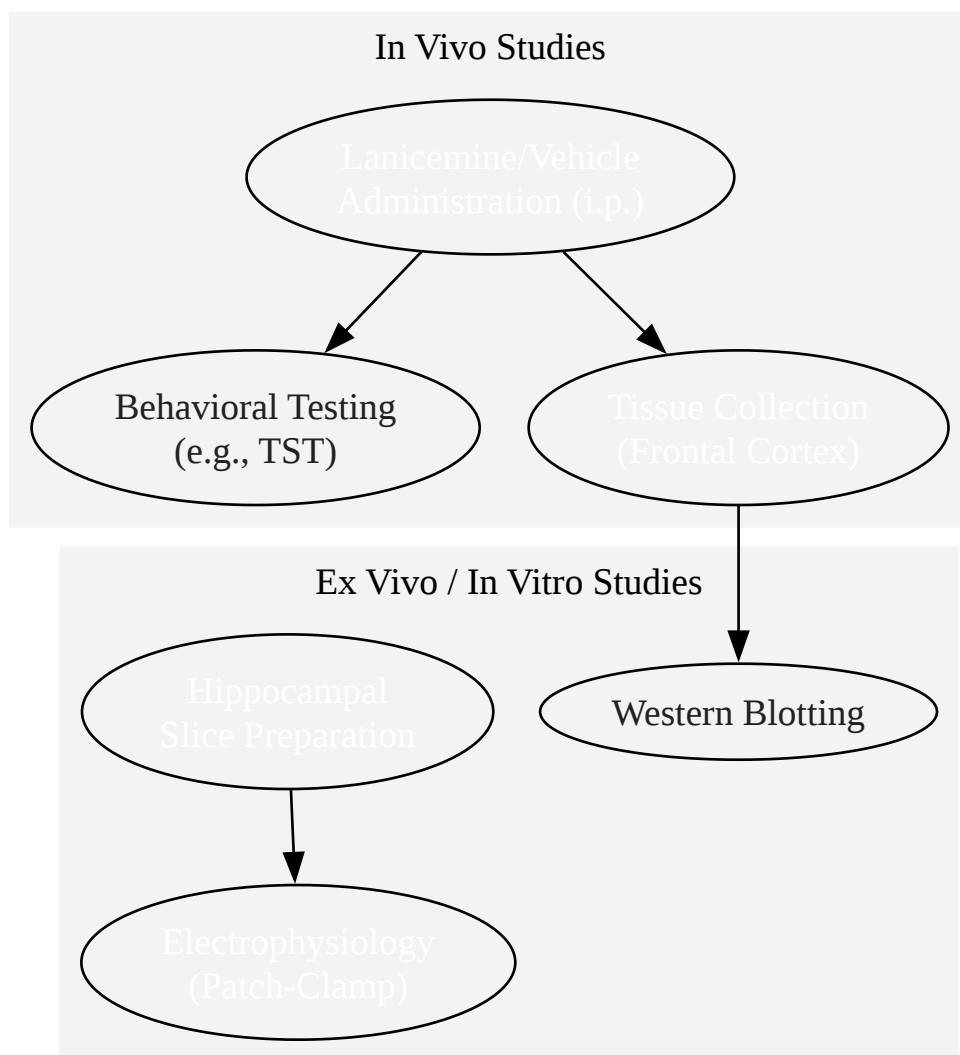 In Vivo Studies
Lanicemine/Vehicle
Administration (i.p.)
Behavioral Testing
(e.g., TST)
Tissue Collection
(Frontal Cortex)
Ex Vivo / In Vitro Studies
Hippocampal
Slice Preparation
Western Blotting
Electrophysiology
(Patch-Clamp)